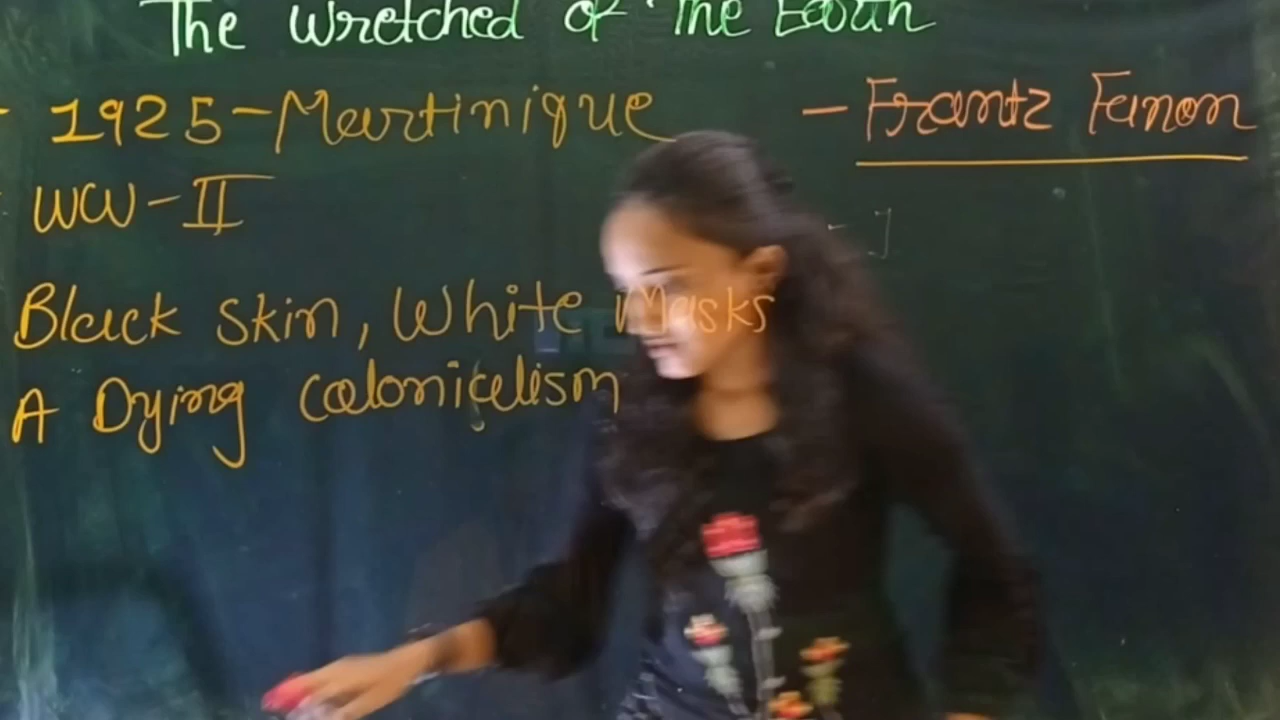 The Wretched of The Earth
- 1925 - Martinique - Frantz Fanon
- WW - II
Black Skin, White Masks
A Dying Colonialism